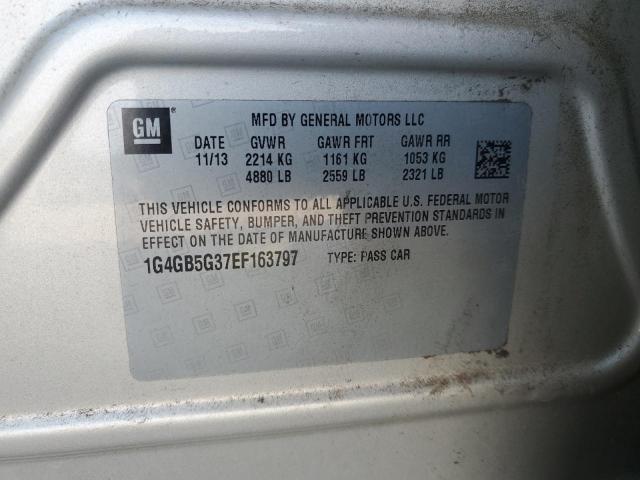 GM
MFD BY GENERAL MOTORS LLC
DATE GVWR GAWR FRT GAWR RR
11/13 2214 KG 1161 KG 1053 KG
4880 LB 2559 LB 2321 LB
THIS VEHICLE CONFORMS TO ALL APPLICABLE U.S. FEDERAL MOTOR
VEHICLE SAFETY, BUMPER, AND THEFT PREVENTION STANDARDS IN
EFFECT ON THE DATE OF MANUFACTURE SHOWN ABOVE.
1G4GB5G37EF163797 TYPE: PASS CAR